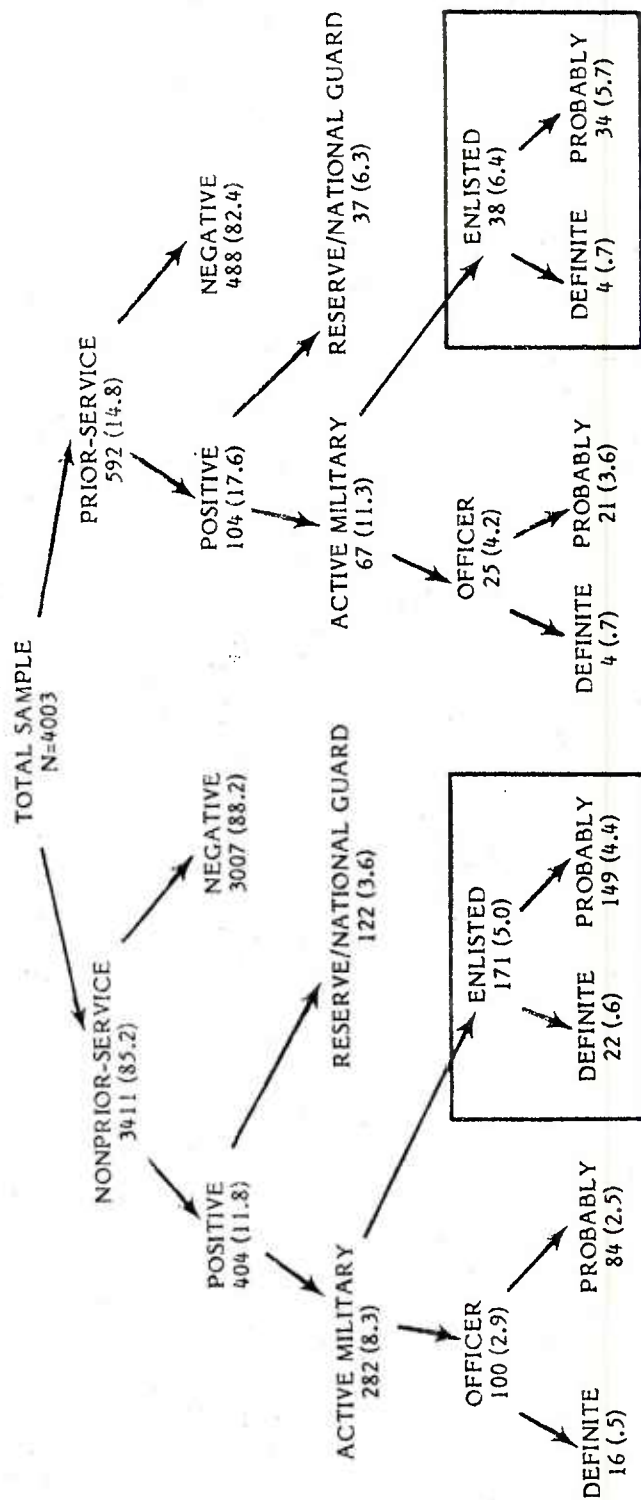 TOTAL SAMPLE
N=4003
NONPRIOR-SERVICE
3411 (85.2)
PRIOR-SERVICE
592 (14.8)
POSITIVE
404 (11.8)
NEGATIVE
3007 (88.2)
POSITIVE
104 (17.6)
NEGATIVE
488 (82.4)
ACTIVE MILITARY
282 (8.3)
RESERVE/NATIONAL GUARD
122 (3.6)
ACTIVE MILITARY
67 (11.3)
RESERVE/NATIONAL GUARD
37 (6.3)
OFFICER
100 (2.9)
ENLISTED
171 (5.0)
OFFICER
25 (4.2)
ENLISTED
38 (6.4)
DEFINITE
16 (.5)
PROBABLY
84 (2.5)
DEFINITE
22 (.6)
PROBABLY
149 (4.4)
DEFINITE
4 (.7)
PROBABLY
21 (3.6)
DEFINITE
4 (.7)
PROBABLY
34 (5.7)